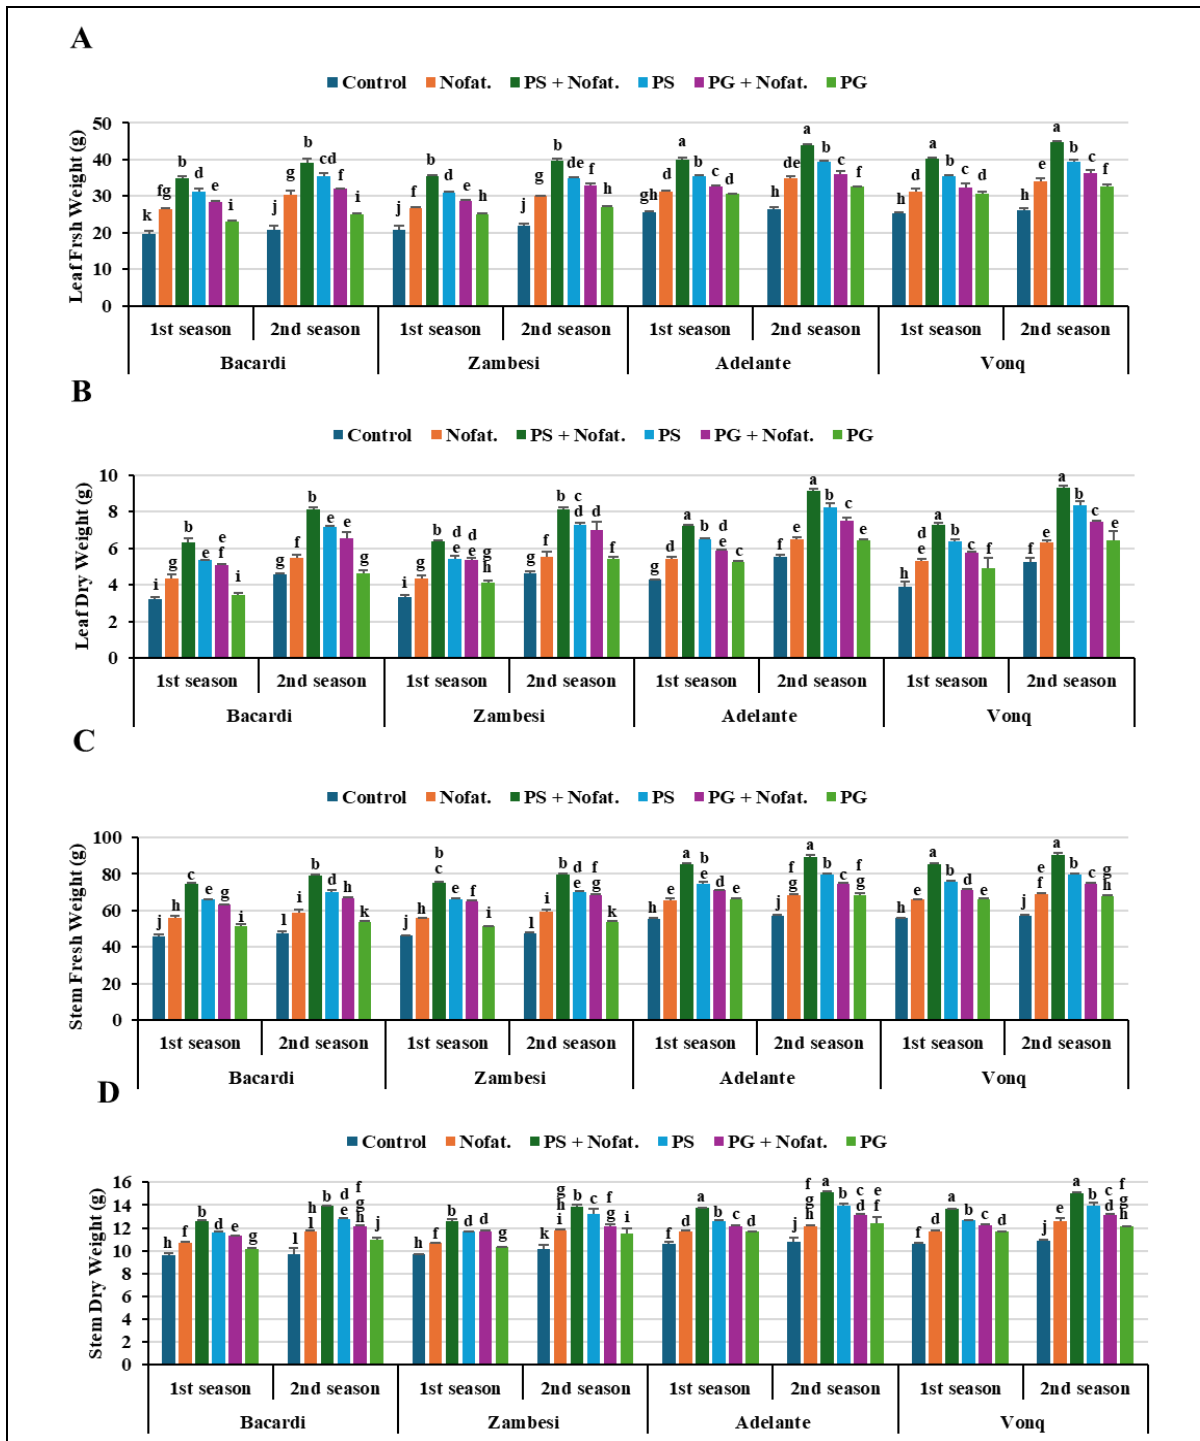 A
Control Nofat. PS + Nofat. PS PG + Nofat. PG
Leaf Frsh Weight (g)
50
40
30
20
10
0
k fg b d e i j g b cd f i j f b d e h j g b de f h gh d a b c d h de a b c f h d a b c d h e a b c f
1st season 2nd season 1st season 2nd season 1st season 2nd season 1st season 2nd season
Bacardi Zambesi Adelante Vonq
B
Control Nofat. PS + Nofat. PS PG + Nofat. PG
Leaf Dry Weight (g)
10
8
6
4
2
0
i g b e e f i g f b e e g i g b d e d e g h g f b c d d f g d a b d e c f e a b c e h d e a b c f f e a b c e
1st season 2nd season 1st season 2nd season 1st season 2nd season 1st season 2nd season
Bacardi Zambesi Adelante Vonq
C
Control Nofat. PS + Nofat. PS PG + Nofat. PG
Stem Fresh Weight (g)
100
80
60
40
20
0
j h c e g i l i b d h k j h b c e f i l i b d e f g k h e a b e d e j f g a b c f g h e a b d e j e f a b c g h
1st season 2nd season 1st season 2nd season 1st season 2nd season 1st season 2nd season
Bacardi Zambesi Adelante Vonq
D
Control Nofat. PS + Nofat. PS PG + Nofat. PG
Stem Dry Weight (g)
16
14
12
10
8
6
4
2
0
h f b d e g l h i b d e f g h j h f b d d g k g h i b c f g i f d a b c d j f g h a b c d e f f d a b c d j e a b c d f g h
1st season 2nd season 1st season 2nd season 1st season 2nd season 1st season 2nd season
Bacardi Zambesi Adelante Vonq